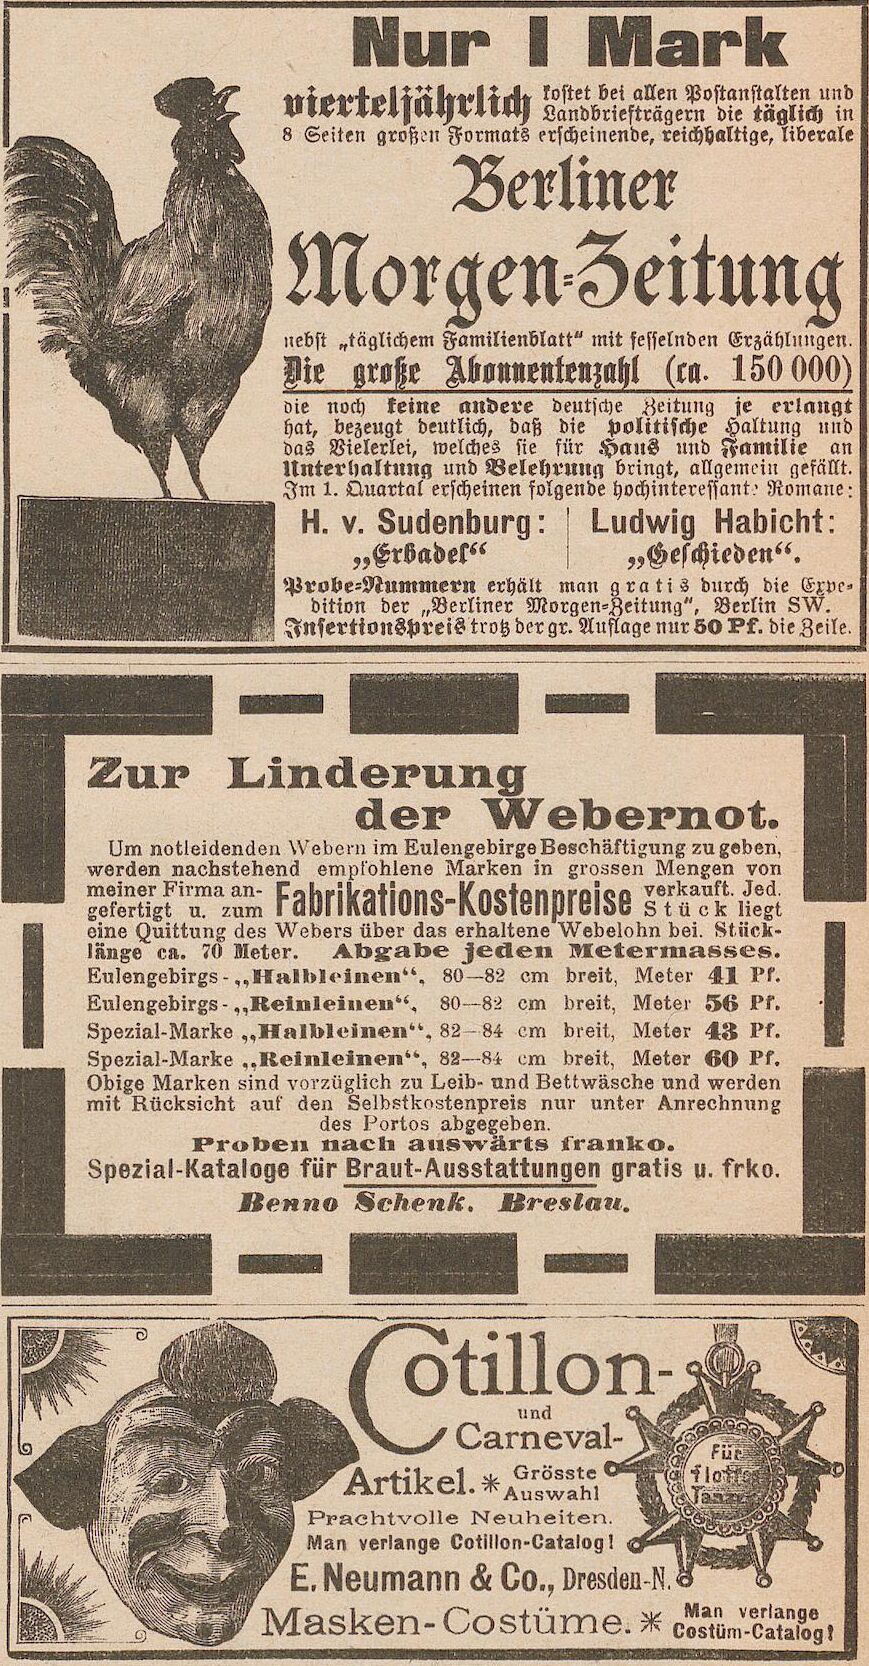 Nur 1 Mark
vierteljährlich kostet bei allen Postanstalten und
Landbriefträgern die täglich in
8 Seiten großen Formats erscheinende, reichhaltige, liberale
Berliner
Morgen=Zeitung
nebst „täglichem Familienblatt“ mit fesselnden Erzählungen.
Die große Abonnentenzahl (ca. 150 000)
die noch keine andere deutsche Zeitung je erlangt
hat, bezeugt deutlich, daß die politische Haltung und
das Vielerlei, welches sie für Haus und Familie an
Unterhaltung und Belehrung bringt, allgemein gefällt.
Im 1. Quartal erscheinen folgende hochinteressante Romane:
H. v. Sudenburg: Ludwig Habicht:
„Erbadel“ „Geschieden“.
Probe=Nummern erhält man gratis durch die Expe=
dition der „Berliner Morgen=Zeitung“, Berlin SW.
Insertionspreis trotz der gr. Auflage nur 50 Pf. die Zeile.
Zur Linderung
der Webernot.
Um notleidenden Webern im Eulengebirge Beschäftigung zu geben,
werden nachstehend empfohlene Marken in grossen Mengen von
meiner Firma an- Fabrikations-Kostenpreise verkauft. Jed.
gefertigt u. zum Stück liegt
eine Quittung des Webers über das erhaltene Webelohn bei. Stück-
länge ca. 70 Meter. Abgabe jeden Metermasses.
Eulengebirgs-„Halbleinen“, 80—82 cm breit, Meter 41 Pf.
Eulengebirgs-„Reinleinen“, 80—82 cm breit, Meter 56 Pf.
Spezial-Marke „Halbleinen“, 82—84 cm breit, Meter 43 Pf.
Spezial-Marke „Reinleinen“, 82—84 cm breit, Meter 60 Pf.
Obige Marken sind vorzüglich zu Leib- und Bettwäsche und werden
mit Rücksicht auf den Selbstkostenpreis nur unter Anrechnung
des Portos abgegeben.
Proben nach auswärts franko.
Spezial-Kataloge für Braut-Ausstattungen gratis u. frko.
Benno Schenk. Breslau.
Cotillon-
und
Carneval-
Artikel. * Grösste
Auswahl
Prachtvolle Neuheiten.
Man verlange Cotillon-Catalog!
E. Neumann & Co., Dresden-N.
Masken-Costüme. * Man verlange
Costüm-Catalog!
Für
flotte
Tänzer